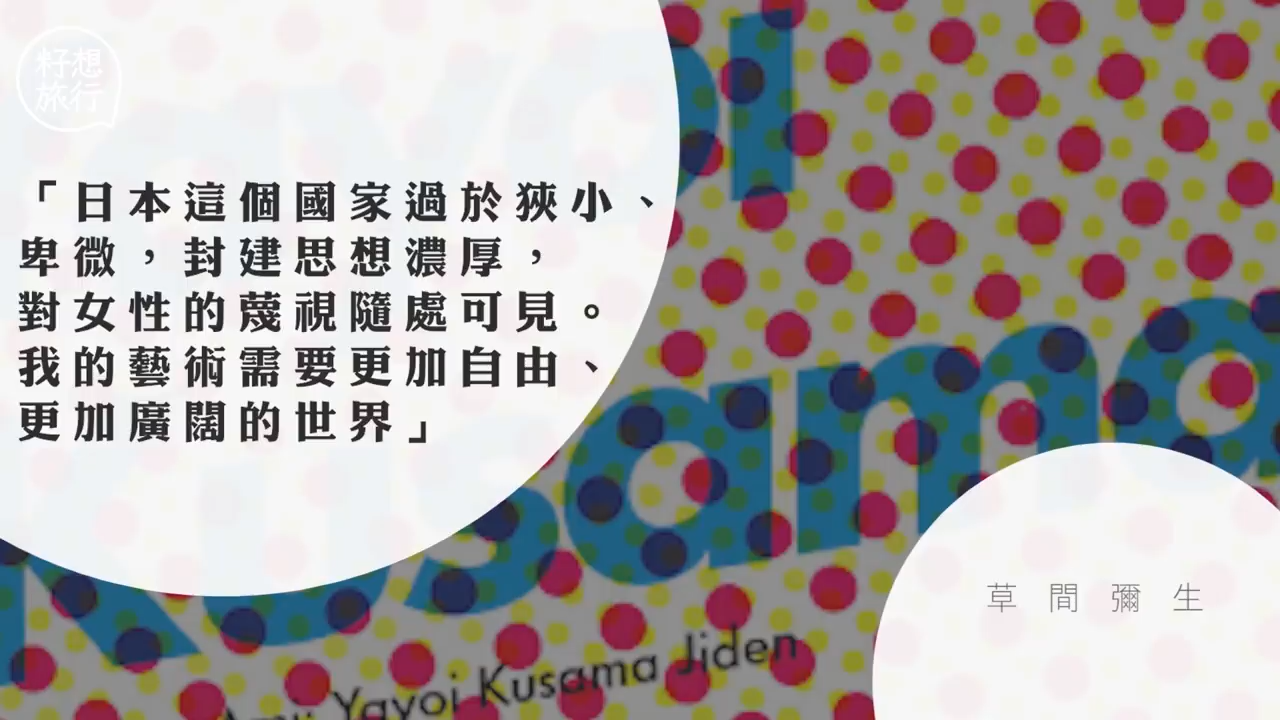 籽想
旅行
「日本這個國家過於狹小、
卑微，封建思想濃厚，
對女性的蔑視隨處可見。
我的藝術需要更加自由、
更加廣闊的世界」
Kusama
Yayoi Kusama Jiden
草間彌生